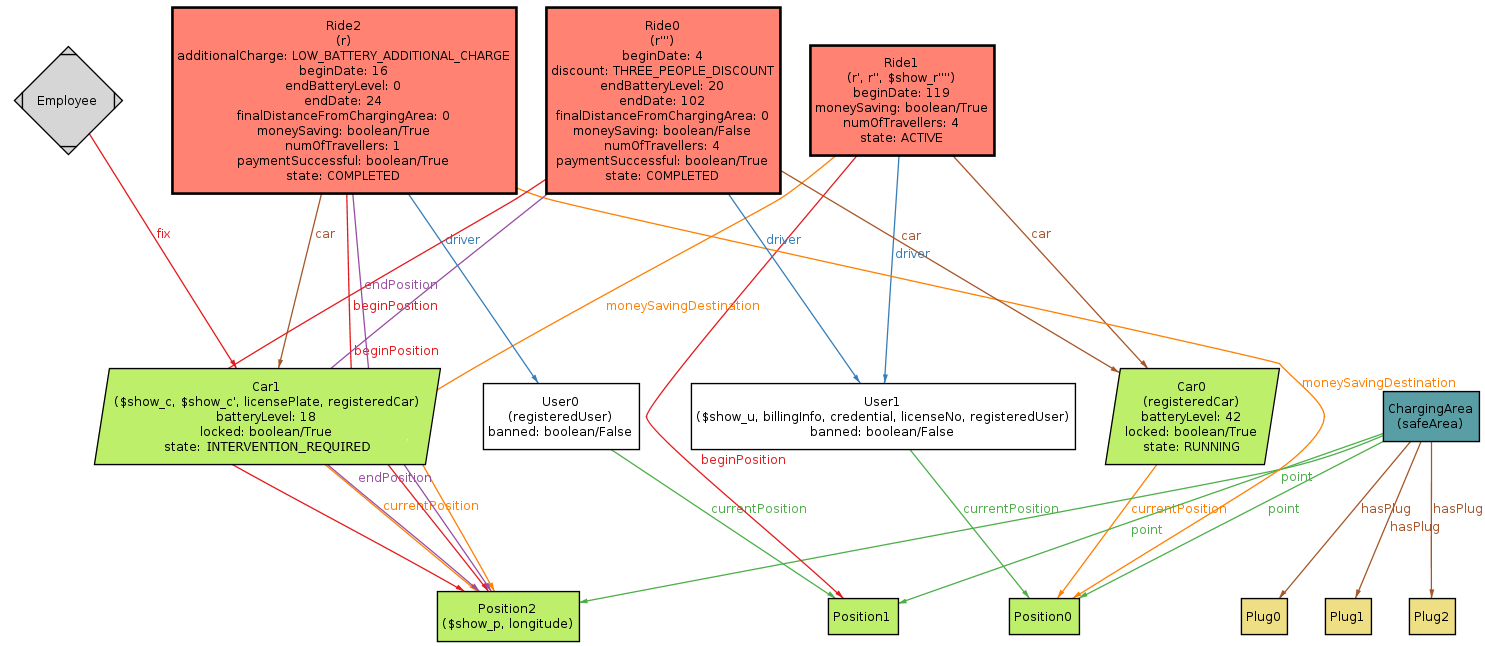 Employee
Ride2
(r)
additionalCharge: LOW_BATTERY_ADDITIONAL_CHARGE
beginDate: 16
endBatteryLevel: 0
endDate: 24
finalDistanceFromChargingArea: 0
moneySaving: boolean/True
numOfTravellers: 1
paymentSuccessful: boolean/True
state: COMPLETED
Ride0
(r''')
beginDate: 4
discount: THREE_PEOPLE_DISCOUNT
endBatteryLevel: 20
endDate: 102
finalDistanceFromChargingArea: 0
moneySaving: boolean/False
numOfTravellers: 4
paymentSuccessful: boolean/True
state: COMPLETED
Ride1
(r', r'', $show_r'''')
beginDate: 119
moneySaving: boolean/True
numOfTravellers: 4
state: ACTIVE
fix
car
driver
driver
car
driver
car
endPosition
beginPosition
moneySavingDestination
beginPosition
moneySavingDestination
Car1
($show_c, $show_c', licensePlate, registeredCar)
batteryLevel: 18
locked: boolean/True
state: INTERVENTION_REQUIRED
User0
(registeredUser)
banned: boolean/False
User1
($show_u, billingInfo, credential, licenseNo, registeredUser)
banned: boolean/False
Car0
(registeredCar)
batteryLevel: 42
locked: boolean/True
state: RUNNING
ChargingArea
(safeArea)
beginPosition
endPosition
currentPosition
currentPosition
currentPosition
currentPosition
point
point
point
hasPlug
hasPlug
hasPlug
Position2
($show_p, longitude)
Position1
Position0
Plug0
Plug1
Plug2